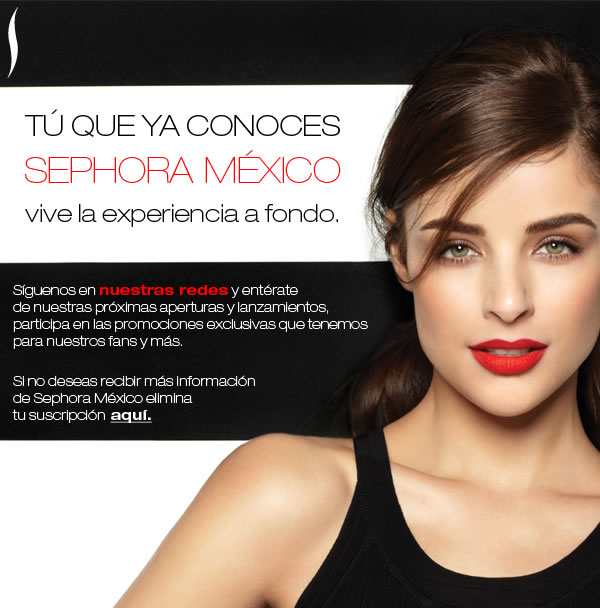 TÚ QUE YA CONOCES
SEPHORA MÉXICO
vive la experiencia a fondo.
Síguenos en nuestras redes y entérate
de nuestras próximas aperturas y lanzamientos,
participa en las promociones exclusivas que tenemos
para nuestros fans y más.
Si no deseas recibir más información
de Sephora México elimina
tu suscripción aquí.